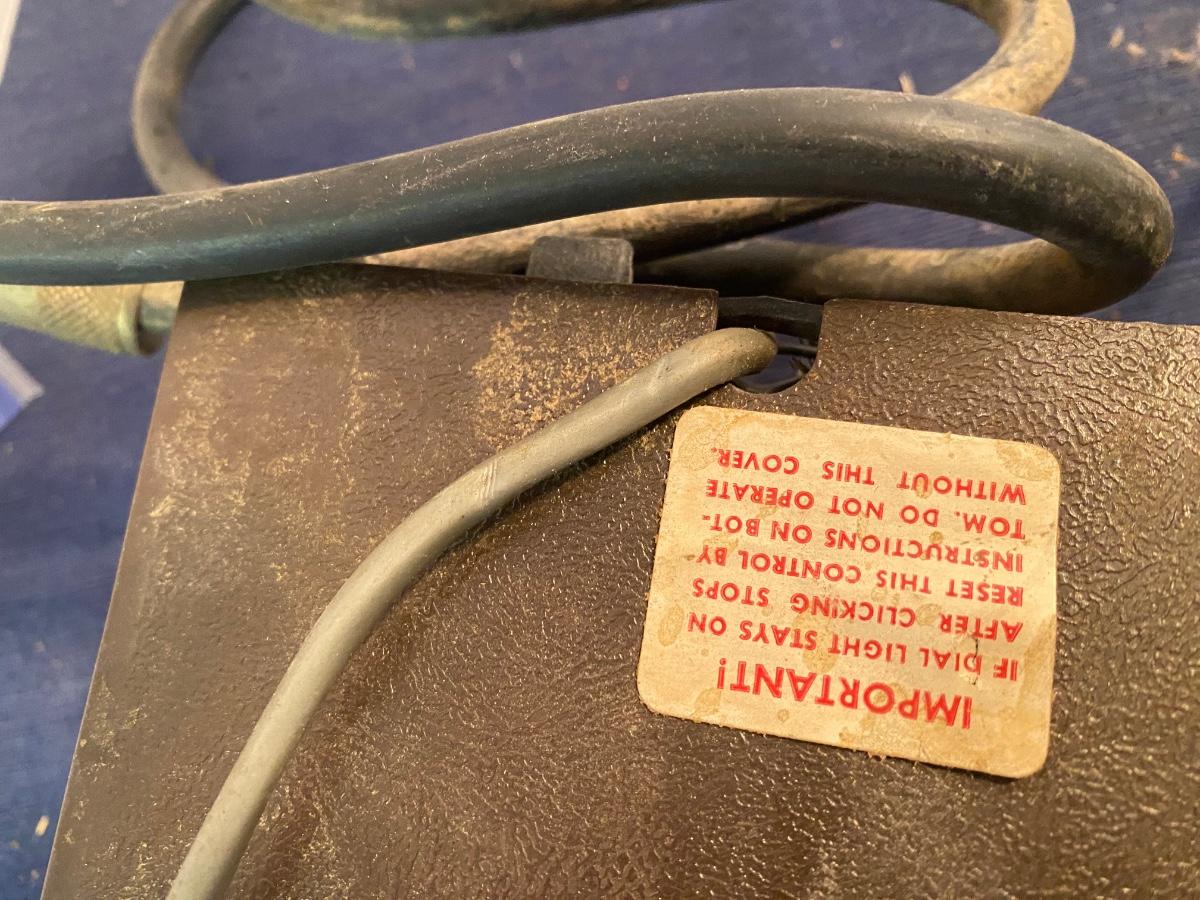 IMPORTANT!
IF DIAL LIGHT STAYS ON
AFTER CLICKING STOPS
RESET THIS CONTROL BY
INSTRUCTIONS ON BOT-
TOM. DO NOT OPERATE
WITHOUT THIS COVER.